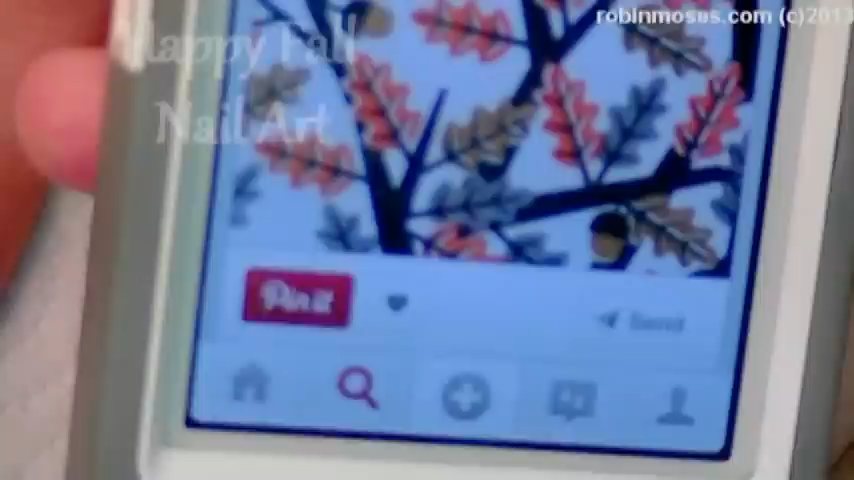 robinmoses.com (c)2013
Happy Fall
Nail Art
Pin it
Send